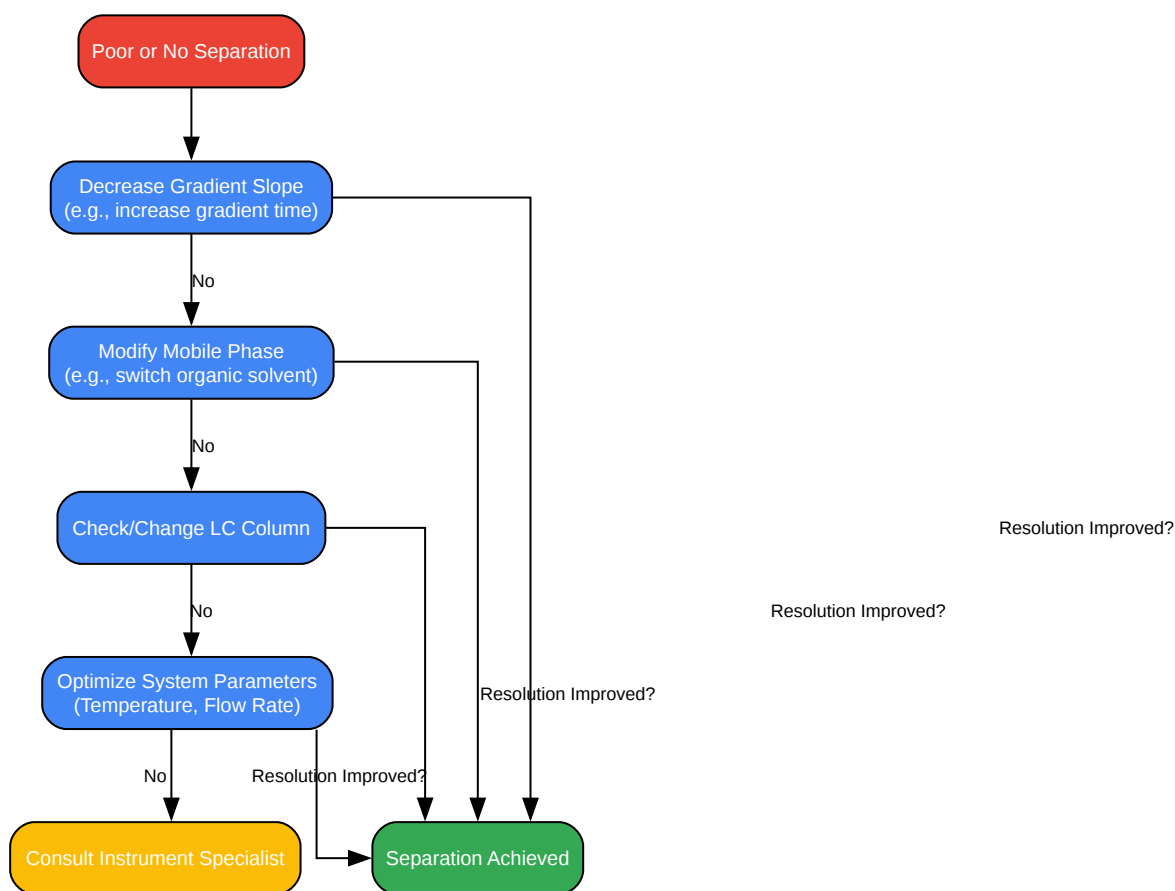 Poor or No Separation
Decrease Gradient Slope
(e.g., increase gradient time)
No
Modify Mobile Phase
(e.g., switch organic solvent)
No
Check/Change LC Column
Resolution Improved?
No
Resolution Improved?
Optimize System Parameters
(Temperature, Flow Rate)
Resolution Improved?
No
Resolution Improved?
Consult Instrument Specialist
Separation Achieved